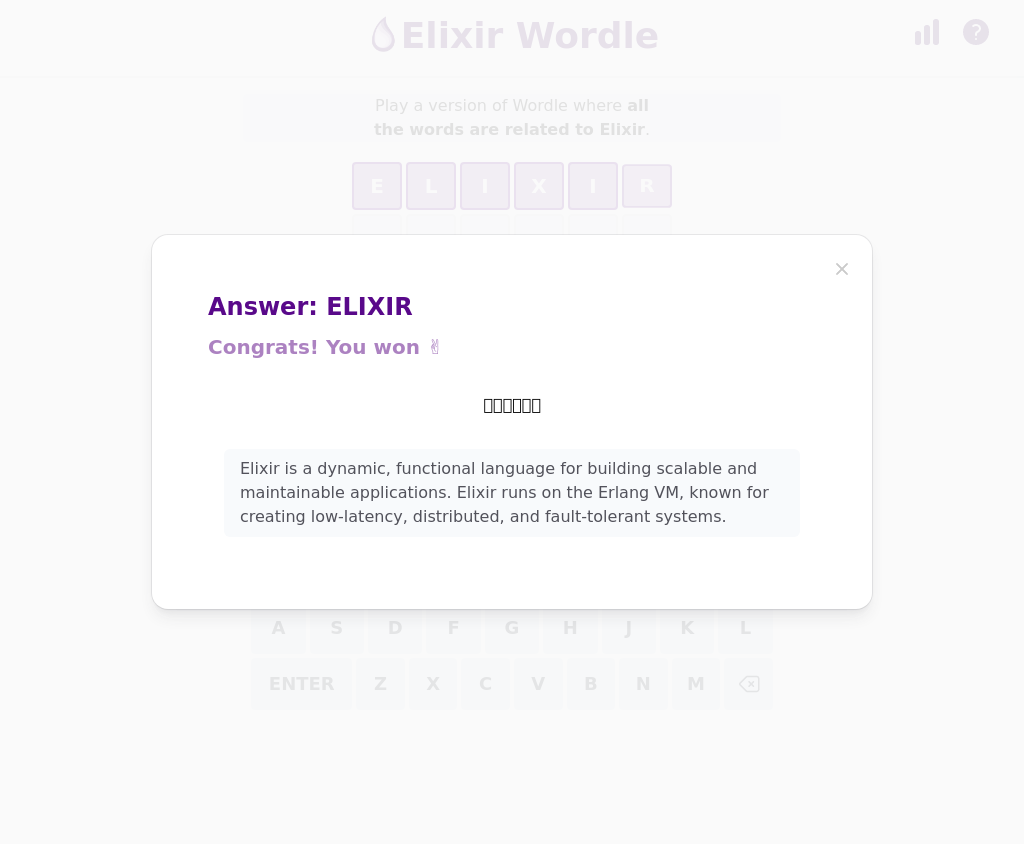 Elixir Wordle
?
Play a version of Wordle where all
the words are related to Elixir.
E L I X I R
Answer: ELIXIR
Congrats! You won ✌
Elixir is a dynamic, functional language for building scalable and
maintainable applications. Elixir runs on the Erlang VM, known for
creating low-latency, distributed, and fault-tolerant systems.
A S D F G H J K L
ENTER Z X C V B N M